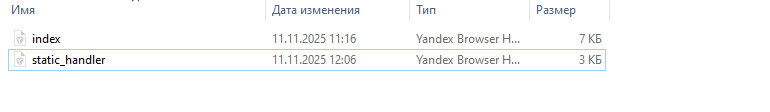 Имя Дата изменения Тип Размер
index 11.11.2025 11:16 Yandex Browser H... 7 КБ
static_handler 11.11.2025 12:06 Yandex Browser H... 3 КБ